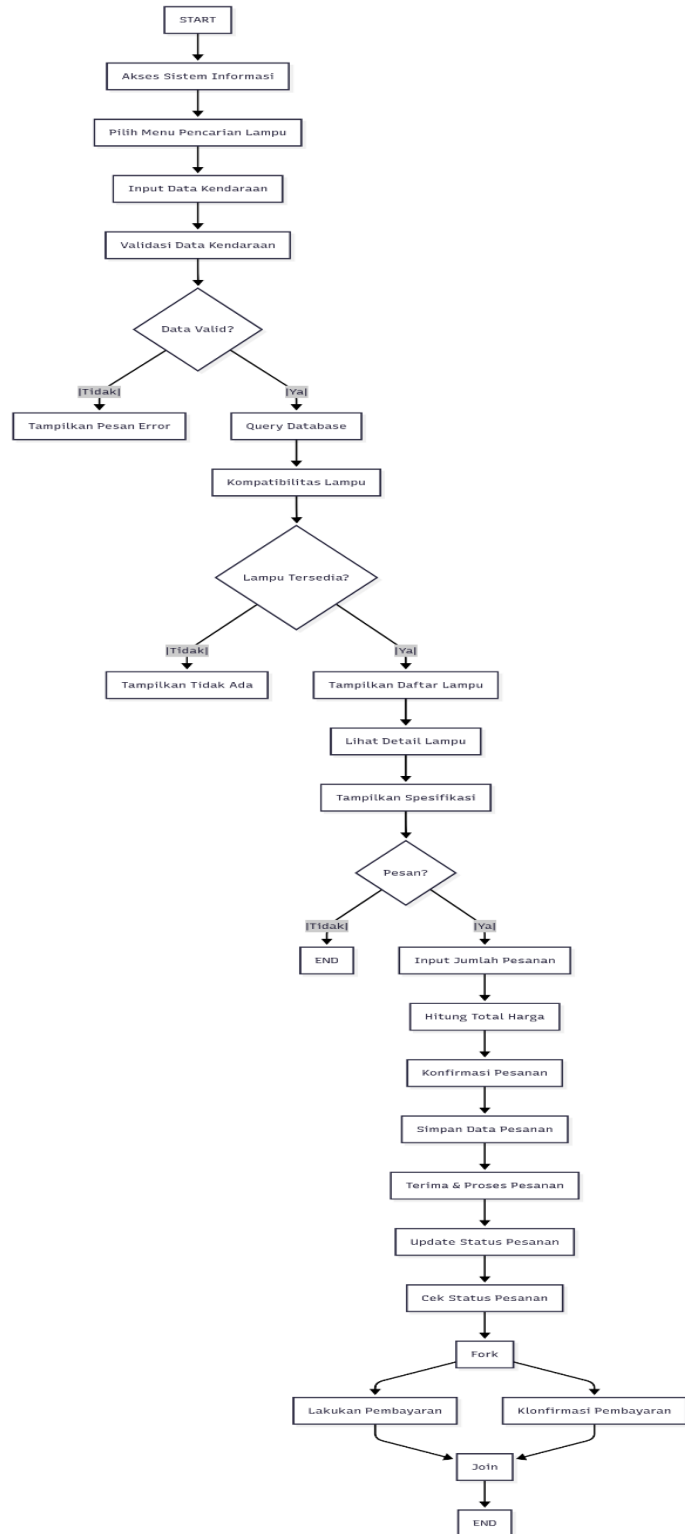 START
Akses Sistem Informasi
Pilih Menu Pencarian Lampu
Input Data Kendaraan
Validasi Data Kendaraan
Data Valid?
|Tidak|
|Ya|
Tampilkan Pesan Error
Query Database
Kompatibilitas Lampu
Lampu Tersedia?
|Tidak|
|Ya|
Tampilkan Tidak Ada
Tampilkan Daftar Lampu
Lihat Detail Lampu
Tampilkan Spesifikasi
Pesan?
|Tidak|
|Ya|
END
Input Jumlah Pesanan
Hitung Total Harga
Konfirmasi Pesanan
Simpan Data Pesanan
Terima & Proses Pesanan
Update Status Pesanan
Cek Status Pesanan
Fork
Lakukan Pembayaran
Klonfirmasi Pembayaran
Join
END